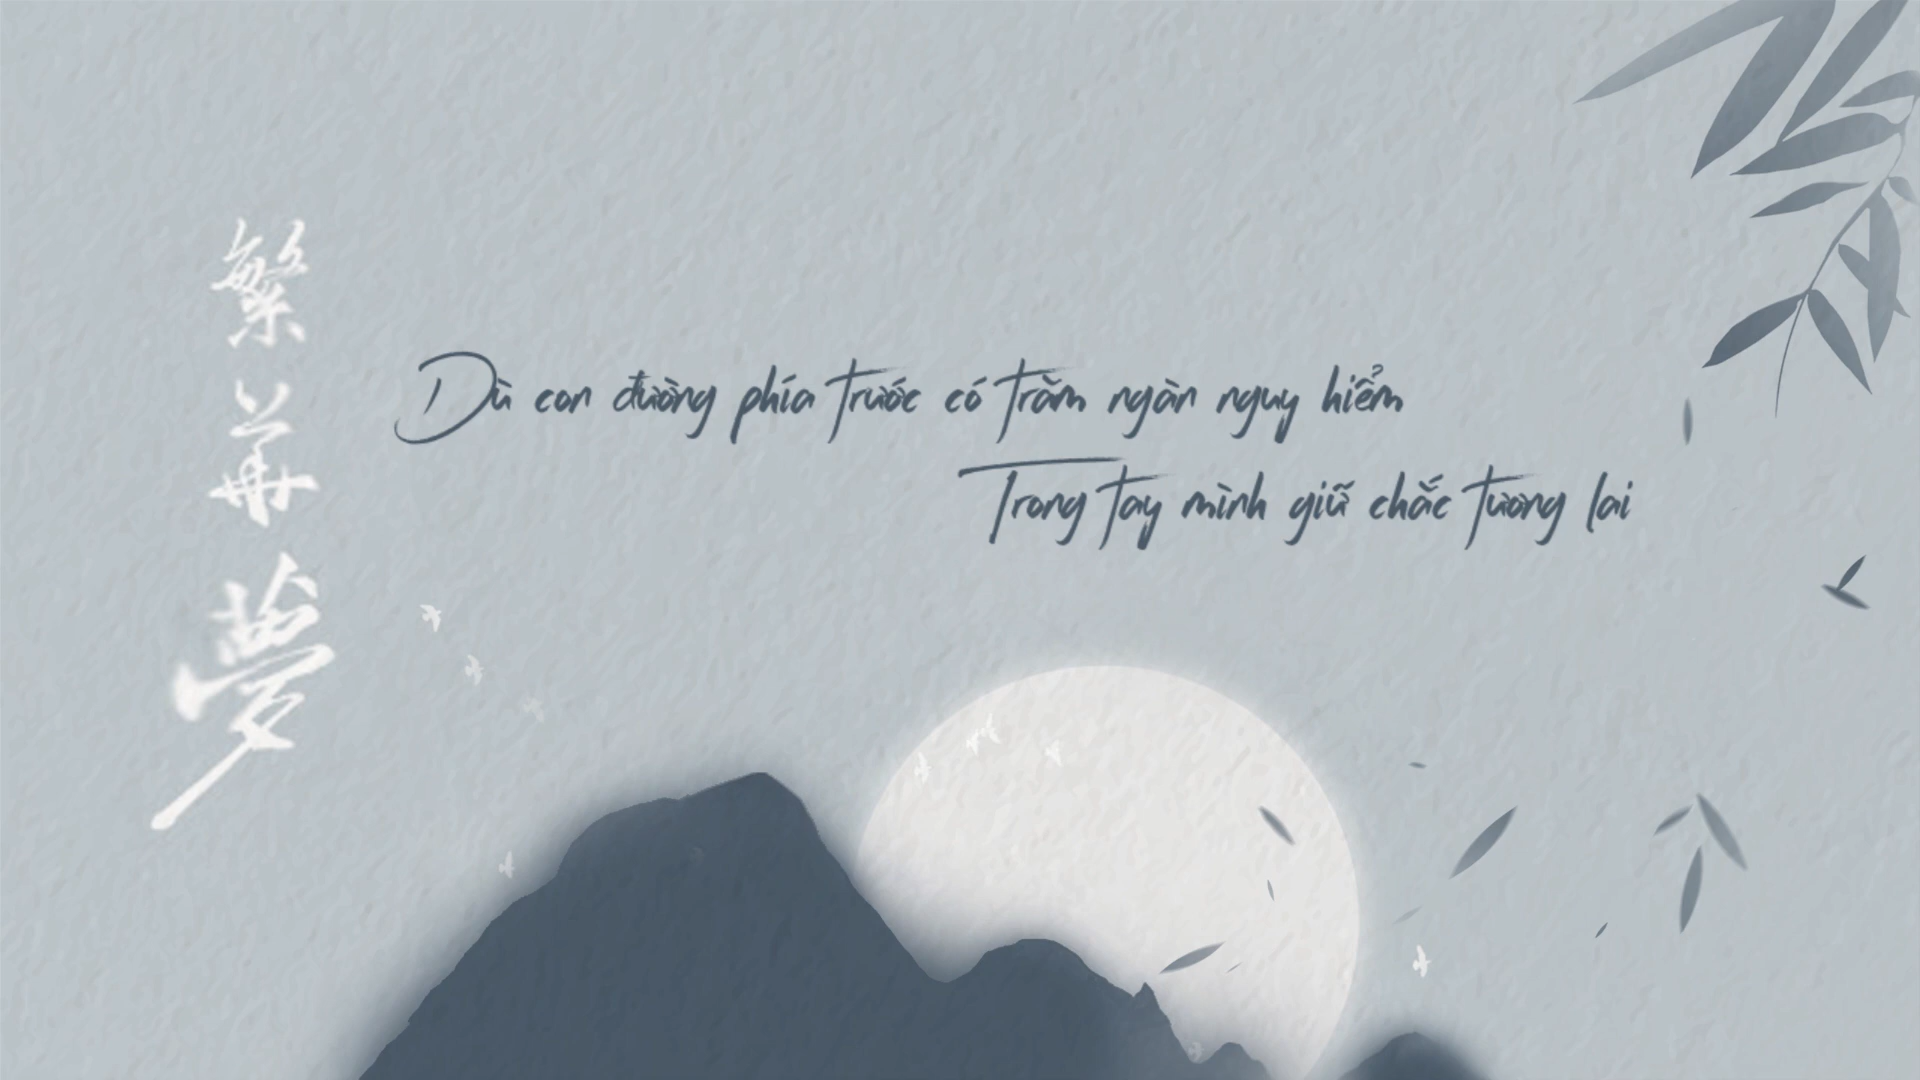 繁華夢
Dù con đường phía trước có trăm ngàn nguy hiểm
Trong tay mình giữ chắc tương lai